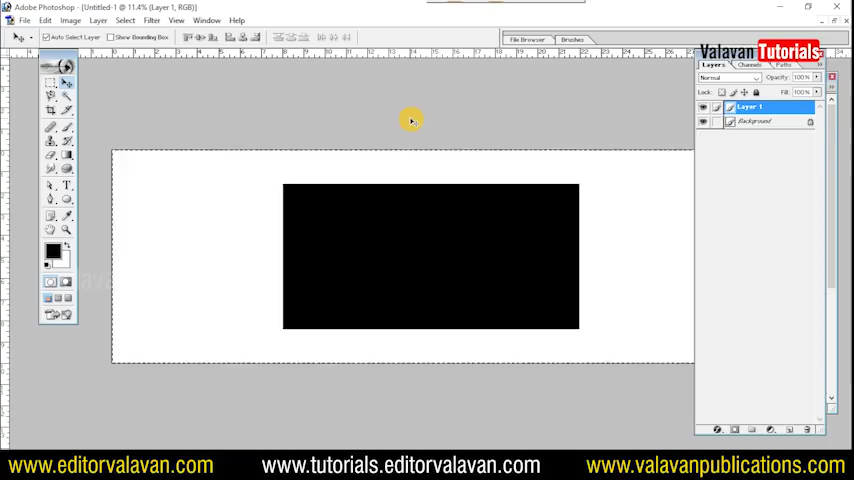 Adobe Photoshop - [Untitled-1 @ 11.4% (Layer 1, RGB)]
File Edit Image Layer Select Filter View Window Help
Auto Select Layer Show Bounding Box
File Browser Brushes
Valavan Tutorials
Layers Channels Paths
Normal Opacity: 100%
Lock: Fill: 100%
Layer 1
Background
www.editorvalavan.com www.tutorials.editorvalavan.com www.valavanpublications.com